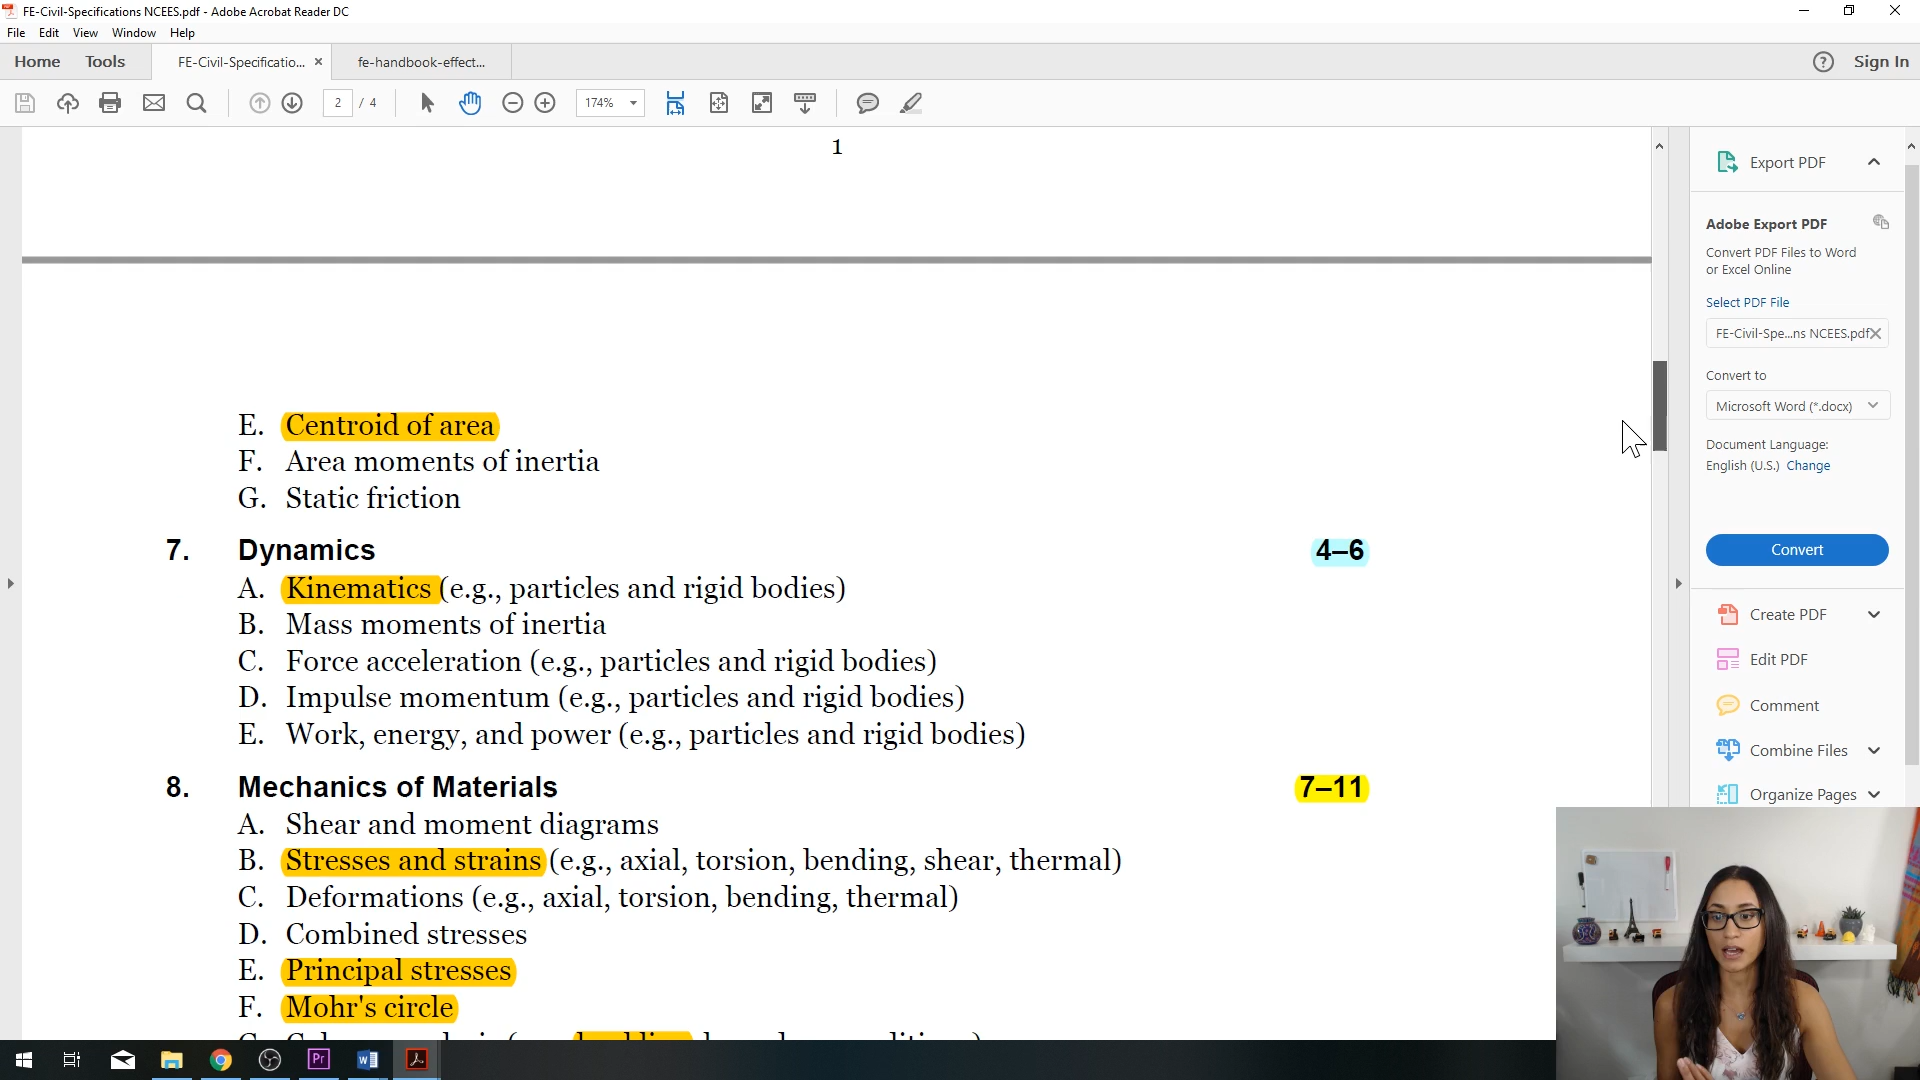 FE-Civil-Specifications NCEES.pdf - Adobe Acrobat Reader DC
File Edit View Window Help
Home Tools FE-Civil-Specificatio... × fe-handbook-effect... ? Sign In
2 / 4 174%
1
E. Centroid of area
F. Area moments of inertia
G. Static friction
7. Dynamics 4–6
A. Kinematics (e.g., particles and rigid bodies)
B. Mass moments of inertia
C. Force acceleration (e.g., particles and rigid bodies)
D. Impulse momentum (e.g., particles and rigid bodies)
E. Work, energy, and power (e.g., particles and rigid bodies)
8. Mechanics of Materials 7–11
A. Shear and moment diagrams
B. Stresses and strains (e.g., axial, torsion, bending, shear, thermal)
C. Deformations (e.g., axial, torsion, bending, thermal)
D. Combined stresses
E. Principal stresses
F. Mohr's circle
Export PDF
Adobe Export PDF
Convert PDF Files to Word
or Excel Online
Select PDF File
FE-Civil-Spe...ns NCEES.pdf
Convert to
Microsoft Word (*.docx)
Document Language:
English (U.S.) Change
Convert
Create PDF
Edit PDF
Comment
Combine Files
Organize Pages
Pr